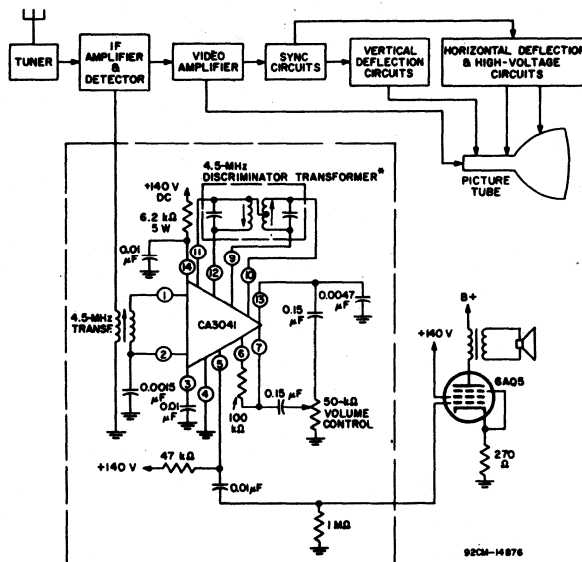 TUNER
IF
AMPLIFIER
&
DETECTOR
VIDEO
AMPLIFIER
SYNC
CIRCUITS
VERTICAL
DEFLECTION
CIRCUITS
HORIZONTAL DEFLECTION
& HIGH-VOLTAGE
CIRCUITS
PICTURE
TUBE
4.5-MHz
DISCRIMINATOR TRANSFORMER*
+140 V
DC
6.2 kΩ
5 W
0.01
μF
14
11
12
9
10
13
4.5-MHz
TRANSF.
1
2
CA3041
3
4
5
6
7
0.15
μF
0.0047
μF
0.0015
μF
0.01
μF
100
kΩ
0.15 μF
50-kΩ
VOLUME
CONTROL
+140 V
47 kΩ
0.01μF
1 MΩ
+140 V
B+
6AQ5
270
Ω
92CM-14876